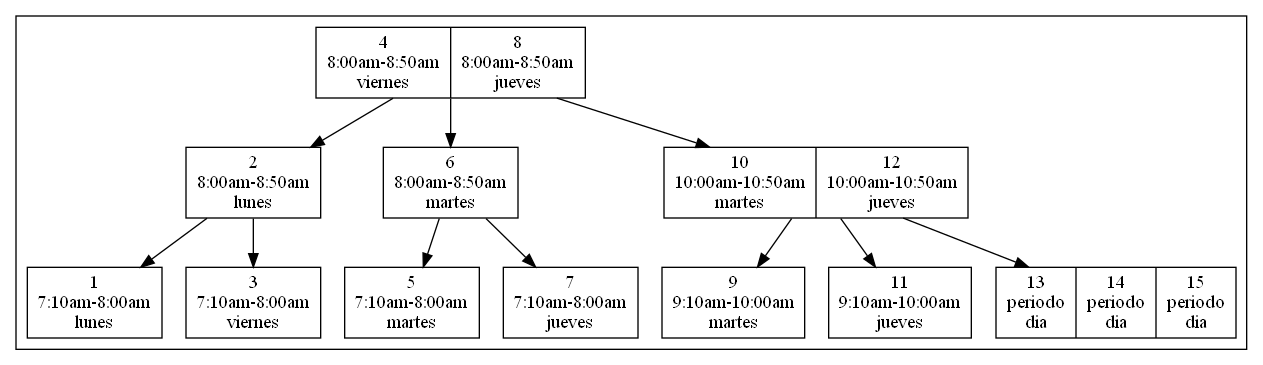 4
8:00am-8:50am
viernes
8
8:00am-8:50am
jueves
2
8:00am-8:50am
lunes
6
8:00am-8:50am
martes
10
10:00am-10:50am
martes
12
10:00am-10:50am
jueves
1
7:10am-8:00am
lunes
3
7:10am-8:00am
viernes
5
7:10am-8:00am
martes
7
7:10am-8:00am
jueves
9
9:10am-10:00am
martes
11
9:10am-10:00am
jueves
13
periodo
dia
14
periodo
dia
15
periodo
dia